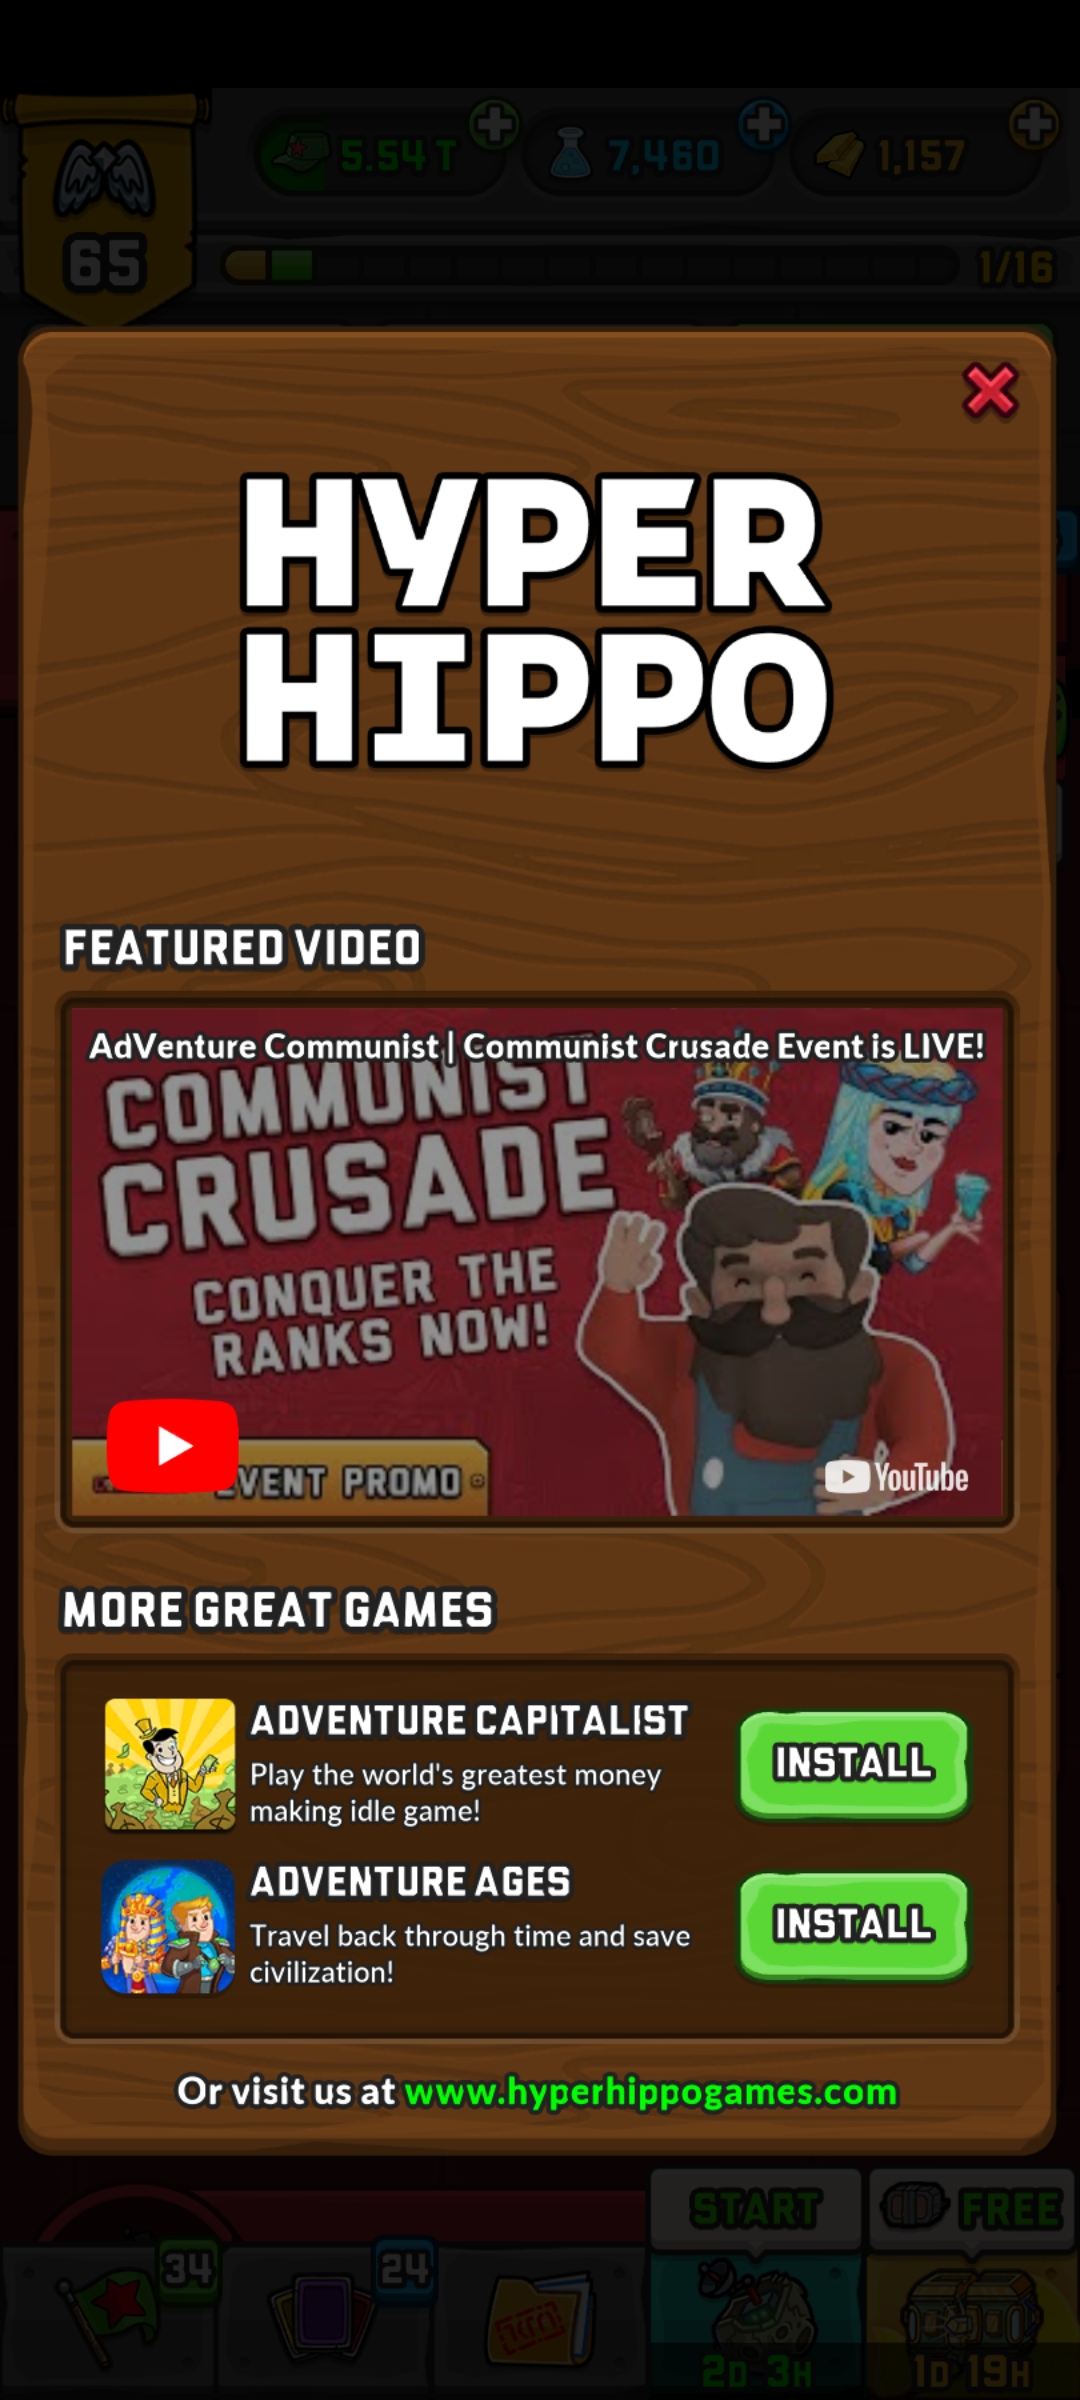 5.54 T
7,460
1,157
65
1/16
HYPER
HIPPO
FEATURED VIDEO
AdVenture Communist | Communist Crusade Event is LIVE!
COMMUNIST
CRUSADE
CONQUER THE
RANKS NOW!
EVENT PROMO
YouTube
MORE GREAT GAMES
ADVENTURE CAPITALIST
Play the world's greatest money
making idle game!
INSTALL
ADVENTURE AGES
Travel back through time and save
civilization!
INSTALL
Or visit us at www.hyperhippogames.com
START
FREE
34
24
2D 3H
1D 19H